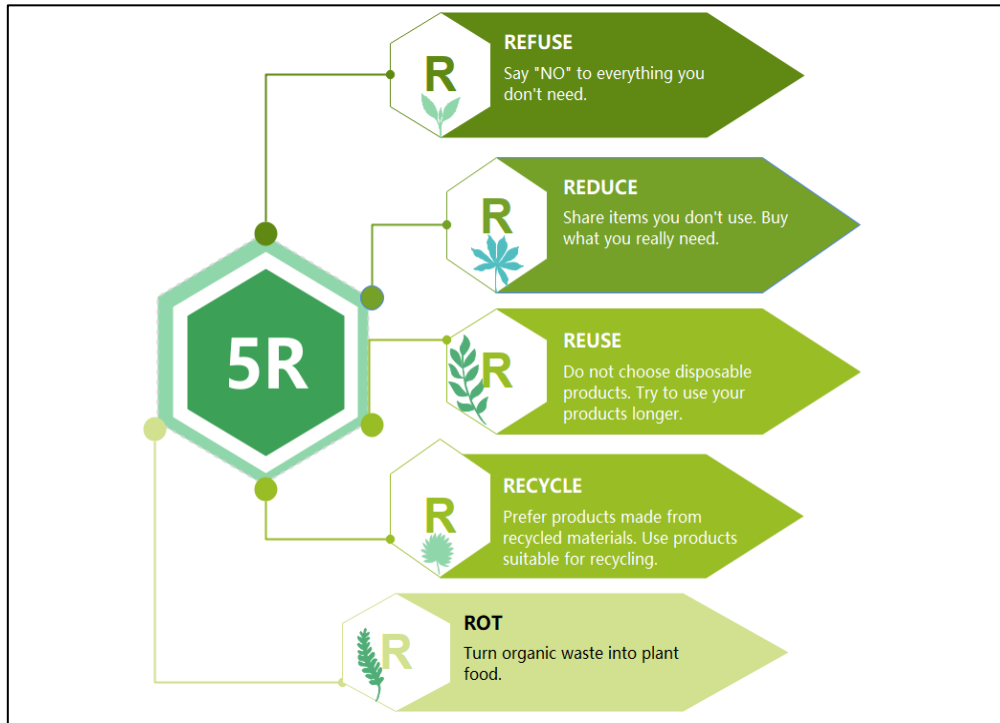 R
REFUSE
Say "NO" to everything you
don't need.
R
REDUCE
Share items you don't use. Buy
what you really need.
5R
R
REUSE
Do not choose disposable
products. Try to use your
products longer.
R
RECYCLE
Prefer products made from
recycled materials. Use products
suitable for recycling.
R
ROT
Turn organic waste into plant
food.